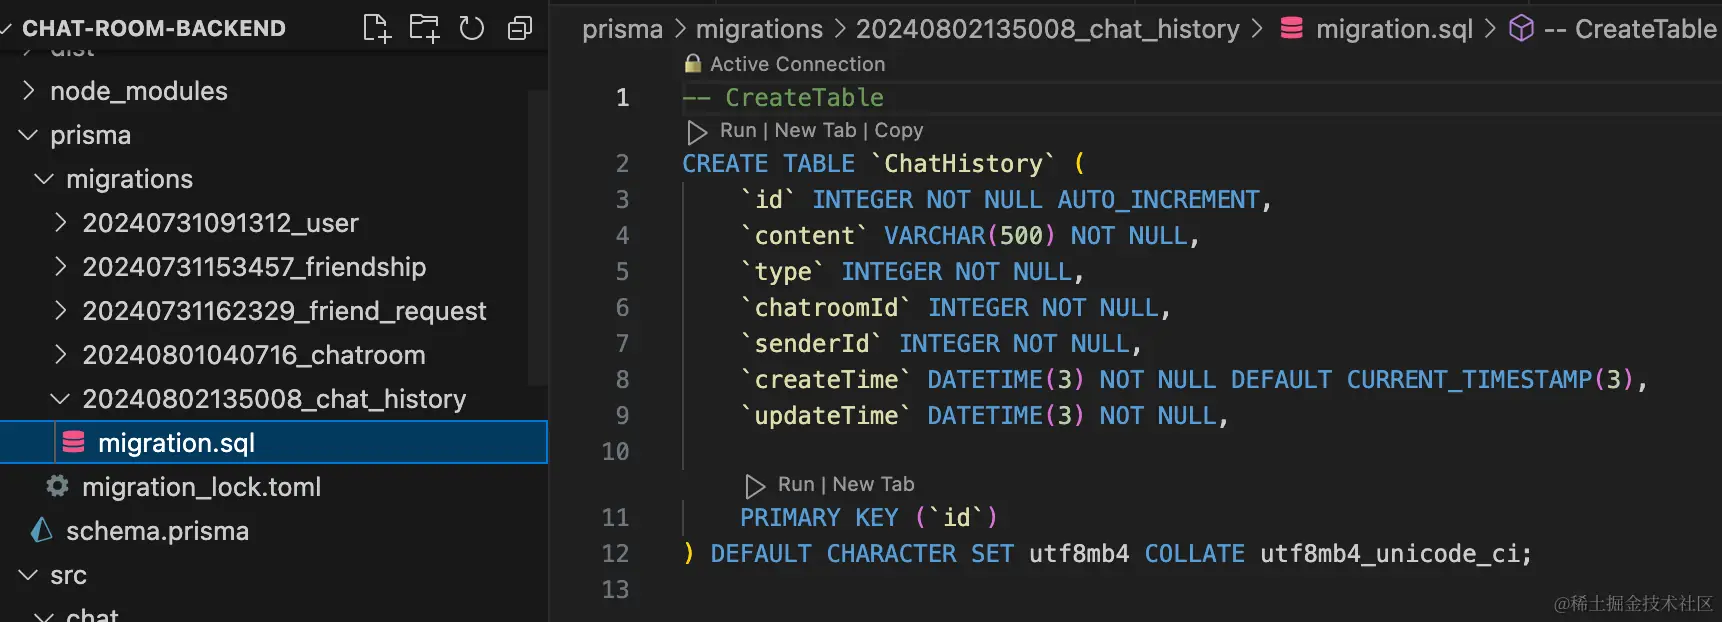 CHAT-ROOM-BACKEND
dist
node_modules
prisma
migrations
20240731091312_user
20240731153457_friendship
20240731162329_friend_request
20240801040716_chatroom
20240802135008_chat_history
migration.sql
migration_lock.toml
schema.prisma
src
chat
prisma > migrations > 20240802135008_chat_history > migration.sql > -- CreateTable
Active Connection
1 -- CreateTable
Run | New Tab | Copy
2 CREATE TABLE `ChatHistory` (
3 `id` INTEGER NOT NULL AUTO_INCREMENT,
4 `content` VARCHAR(500) NOT NULL,
5 `type` INTEGER NOT NULL,
6 `chatroomId` INTEGER NOT NULL,
7 `senderId` INTEGER NOT NULL,
8 `createTime` DATETIME(3) NOT NULL DEFAULT CURRENT_TIMESTAMP(3),
9 `updateTime` DATETIME(3) NOT NULL,
10
Run | New Tab
11 PRIMARY KEY (`id`)
12 ) DEFAULT CHARACTER SET utf8mb4 COLLATE utf8mb4_unicode_ci;
13
@稀土掘金技术社区